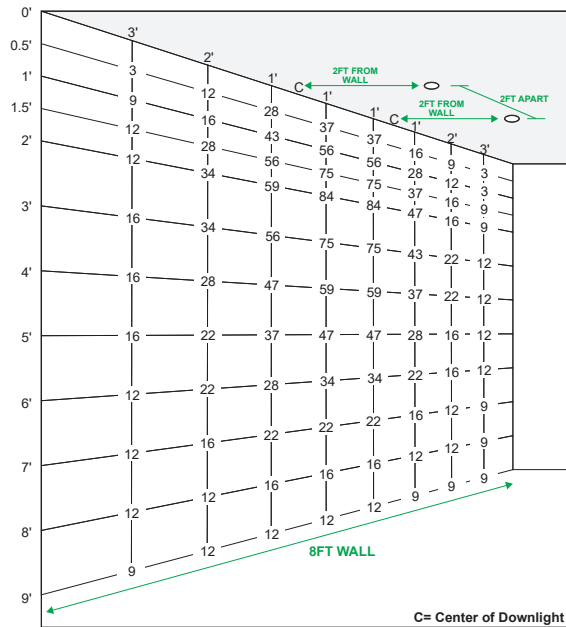 0'
3' 2' 1' C 1' 1' C 1' 2' 3'
2FT FROM
WALL
2FT FROM
WALL
2FT APART
0.5' 3 12 28 37 37 16 9 3
1' 9 16 43 56 56 28 12 3
1.5' 12 28 56 75 75 37 16 9
2' 12 34 59 84 84 47 16 9
3' 16 34 56 75 75 43 22 12
4' 16 28 47 59 59 37 22 12
5' 16 22 37 47 47 28 16 12
6' 12 22 28 34 34 22 16 9
7' 12 16 22 22 22 16 12 9
8' 12 12 16 16 16 12 12 9
9' 9 12 12 12 12 9 9 9
8FT WALL
C= Center of Downlight